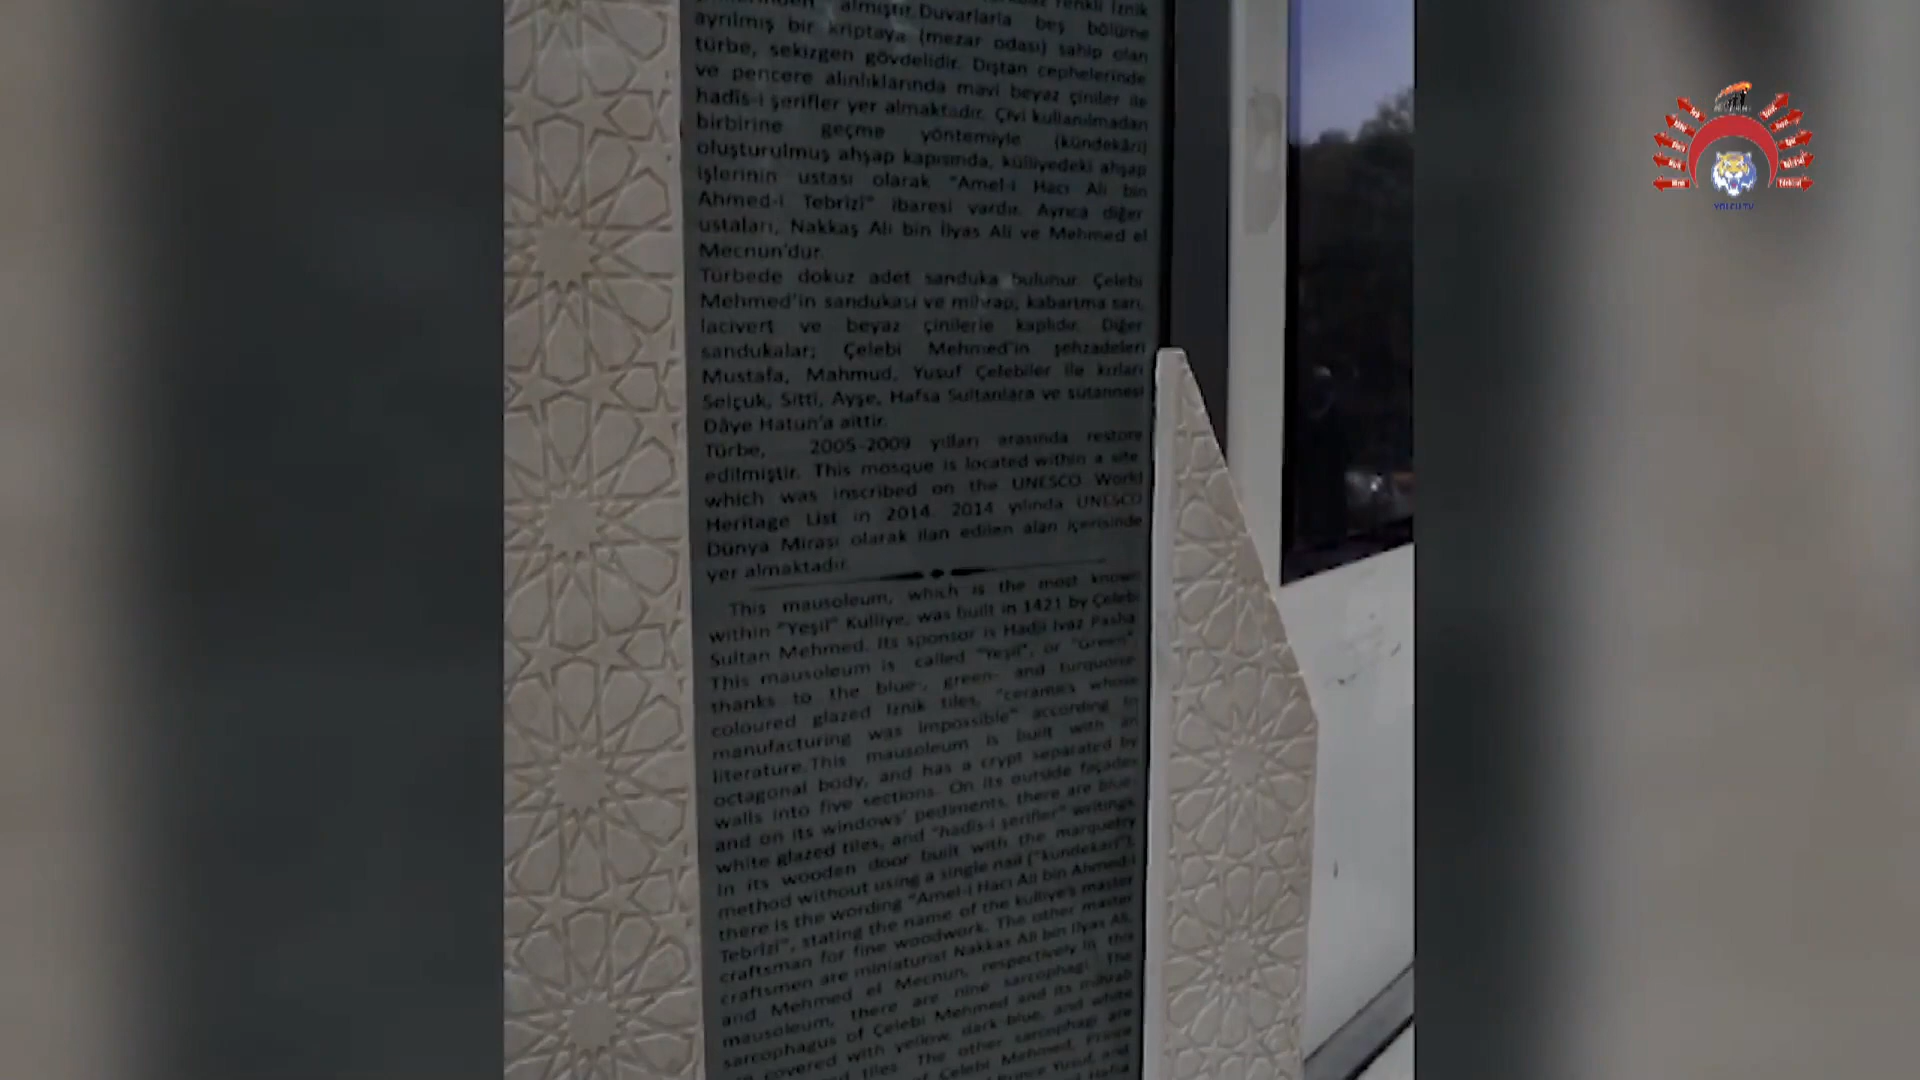 renkli İznik
almıştır.Duvarlarla beş bölüme
ayrılmış bir kriptaya (mezar odası) sahip olan
türbe, sekizgen gövdelidir. Dıştan cephelerinde
ve pencere alınlıklarında mavi beyaz çiniler ile
hadis-i şerifler yer almaktadır. Çivi kullanılmadan
birbirine geçme yöntemiyle (kündekâri)
oluşturulmuş ahşap kapısında, külliyedeki ahşap
işlerinin ustası olarak "Amel-i Hacı Ali bin
Ahmed-i Tebrizi" ibaresi vardır. Ayrıca diğer
ustaları, Nakkaş Ali bin İlyas Ali ve Mehmed el
Mecnun'dur.
Türbede dokuz adet sanduka bulunur. Çelebi
Mehmed'in sandukası ve mihrap, kabartma sarı,
lacivert ve beyaz çinilerle kaplıdır. Diğer
sandukalar; Çelebi Mehmed'in şehzadeleri
Mustafa, Mahmud, Yusuf Çelebiler ile kızları
Selçuk, Sitti, Ayşe, Hafsa Sultanlara ve sütannesi
Dâye Hatun'a aittir.
Türbe, 2005-2009 yılları arasında restore
edilmiştir. This mosque is located within a site
which was inscribed on the UNESCO World
Heritage List in 2014. 2014 yılında UNESCO
Dünya Mirası olarak ilan edilen alan içerisinde
yer almaktadır.
This mausoleum, which is the most known
within "Yeşil" Kulliye, was built in 1421 by Çelebi
Sultan Mehmed. Its sponsor is Hadji Ivaz Pasha
This mausoleum is called "Yeşil", or "Green"
thanks to the blue-, green- and turquoise
coloured glazed Iznik tiles, "ceramics whose
manufacturing was impossible" according to
literature.This mausoleum is built with an
octagonal body, and has a crypt separated by
walls into five sections. On its outside façades
and on its windows' pediments, there are blue-
white glazed tiles, and "hadîs-i şerifler" writings.
In its wooden door built with the marquetry
method without using a single nail ("kundekari"),
there is the wording "Amel-i Hacı Ali bin Ahmed-i
Tebrizi", stating the name of the kulliye's master
craftsman for fine woodwork. The other master
craftsmen are miniaturist Nakkas Ali bin Ilyas Ali,
and Mehmed el Mecnun, respectively. In this
mausoleum, there are nine sarcophagi. The
sarcophagus of Çelebi Mehmed and its mihrab
covered with yellow, dark blue, and white
tiles. The other sarcophagi are
of Çelebi Mehmed, Prince
Prince Yusuf, and
Hafsa
YOLCU TV